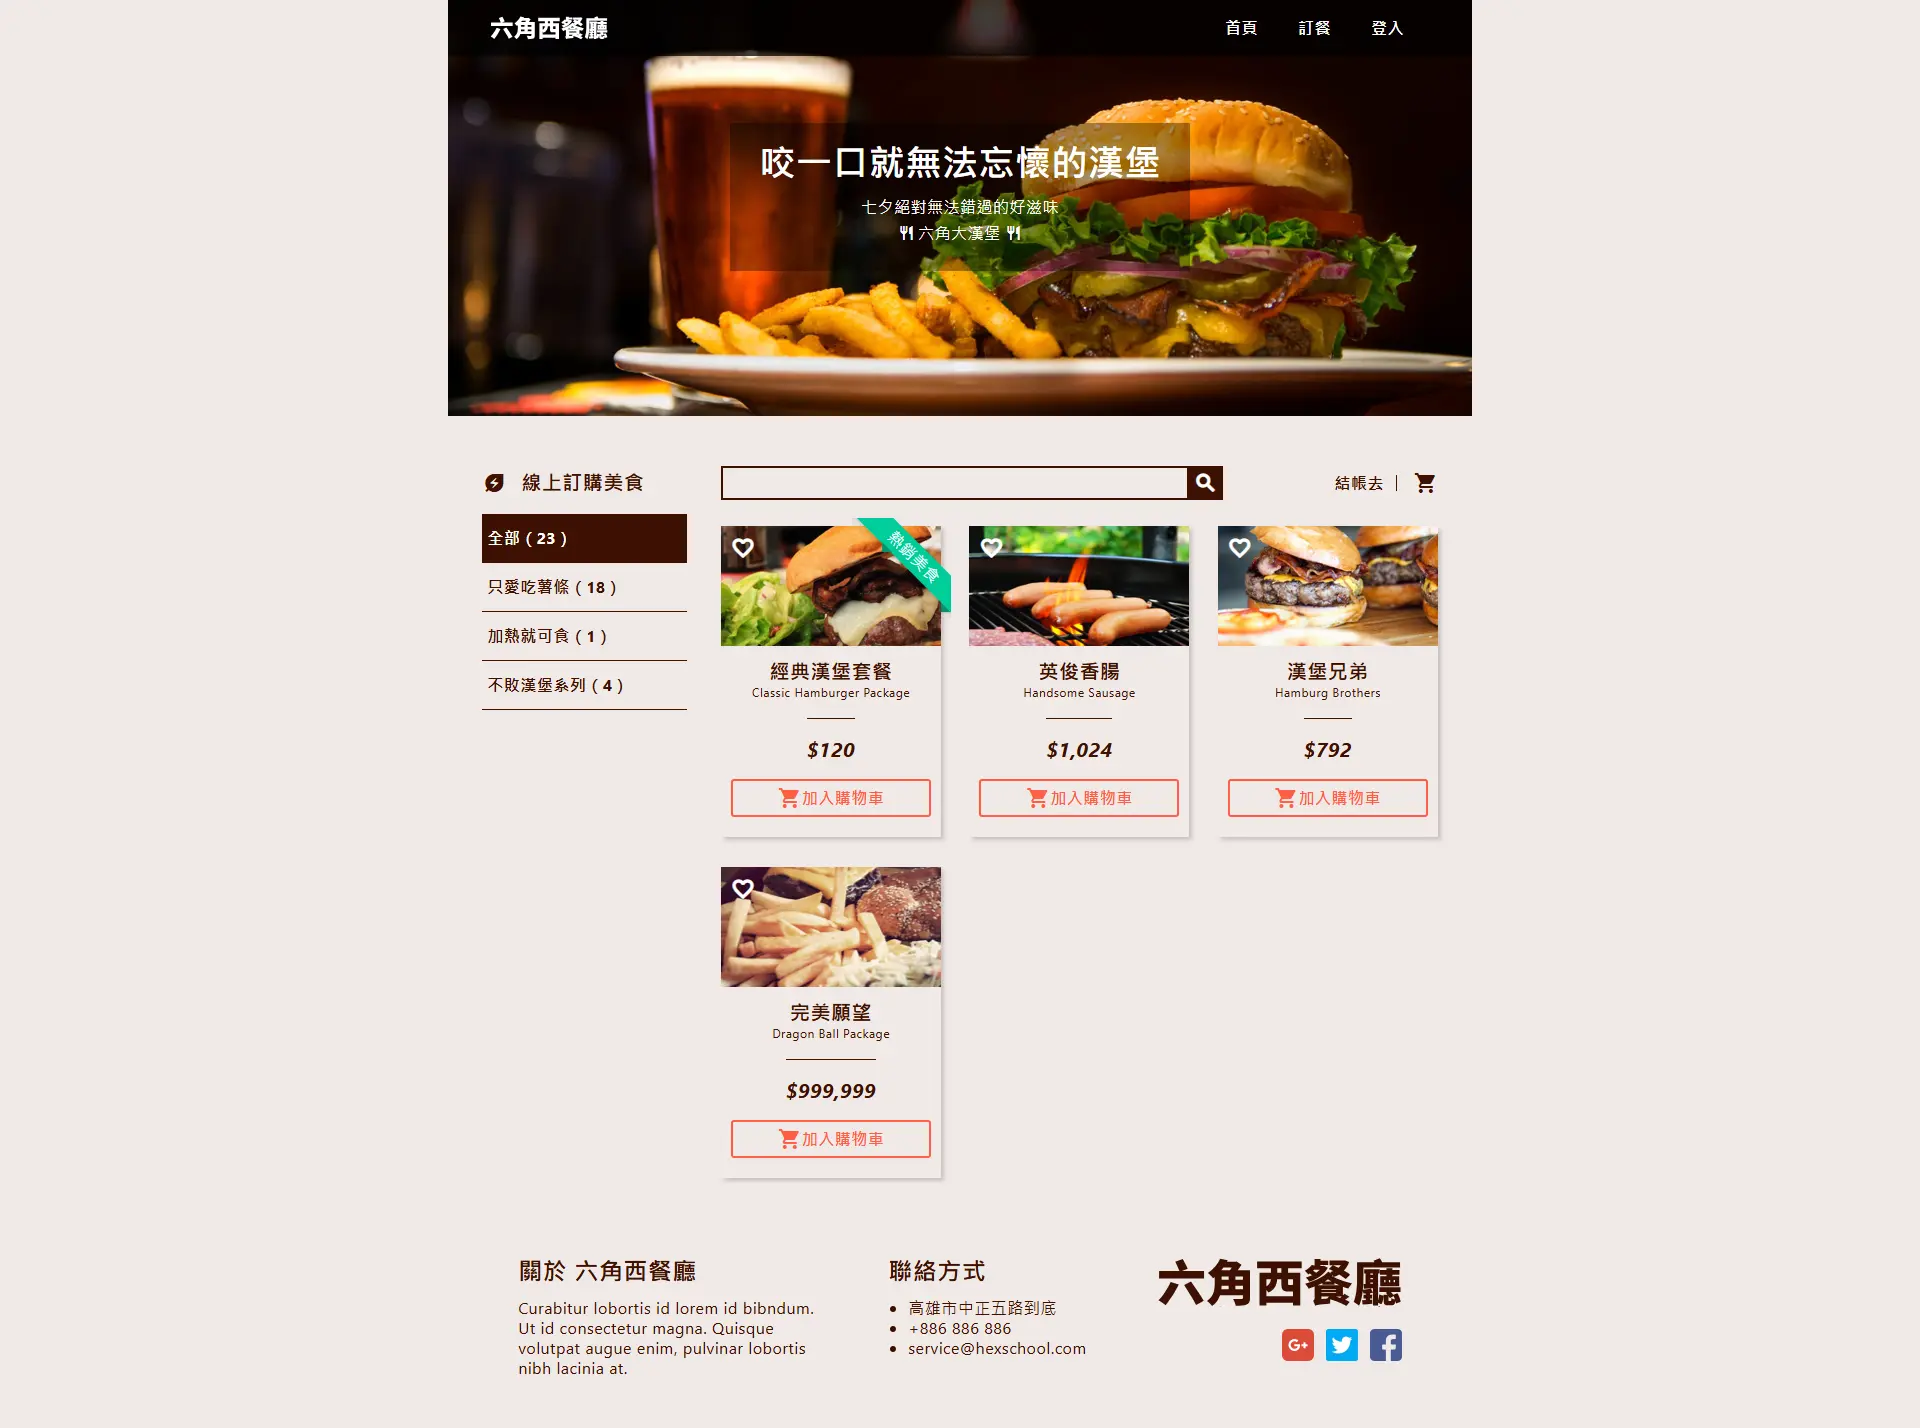 六角西餐廳
首頁
訂餐
登入
咬一口就無法忘懷的漢堡
七夕絕對無法錯過的好滋味
六角大漢堡
線上訂購美食
全部 ( 23 )
只愛吃薯條 ( 18 )
加熱就可食 ( 1 )
不敗漢堡系列 ( 4 )
結帳去
熱銷美食
經典漢堡套餐
Classic Hamburger Package
$120
加入購物車
英俊香腸
Handsome Sausage
$1,024
加入購物車
漢堡兄弟
Hamburg Brothers
$792
加入購物車
完美願望
Dragon Ball Package
$999,999
加入購物車
關於 六角西餐廳
Curabitur lobortis id lorem id bibndum.
Ut id consectetur magna. Quisque
volutpat augue enim, pulvinar lobortis
nibh lacinia at.
聯絡方式
高雄市中正五路到底
+886 886 886
service@hexschool.com
六角西餐廳
G+